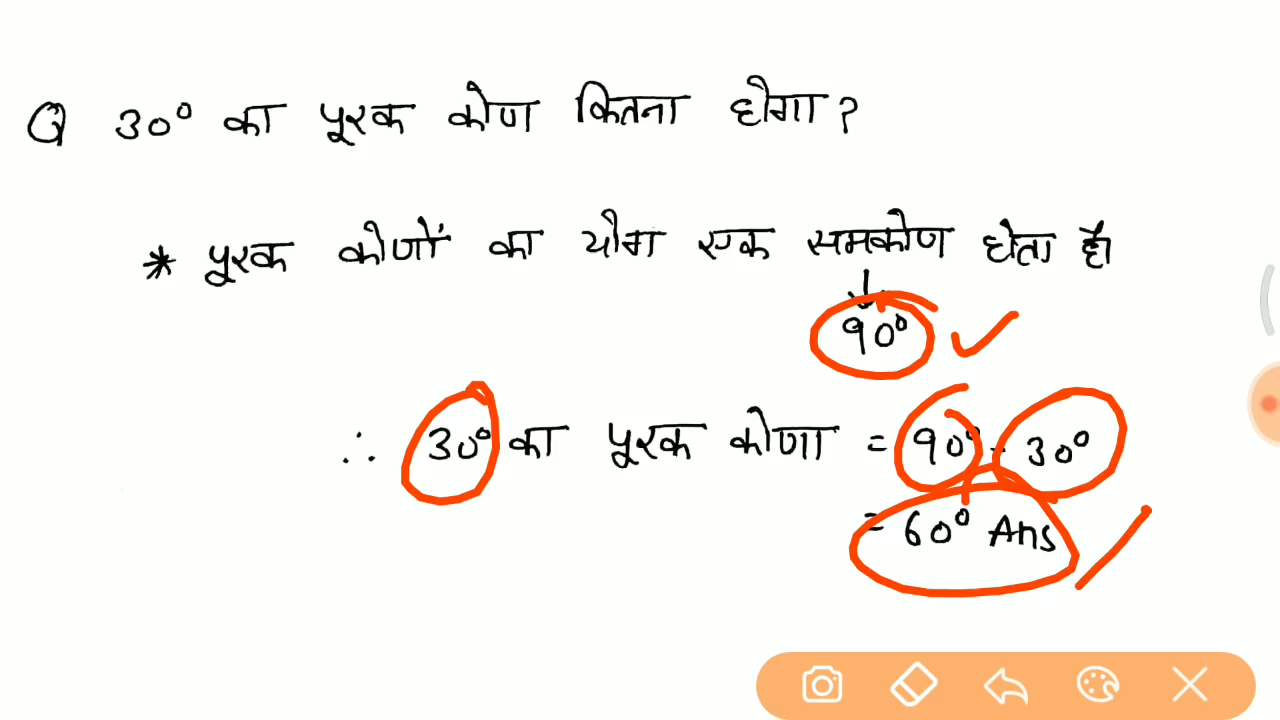 Q 30° का पूरक कोण कितना होगा?
* पूरक कोणों का योग एक समकोण होता है।
↓
90° ✓
∴ 30° का पूरक कोण = 90° - 30°
= 60° Ans